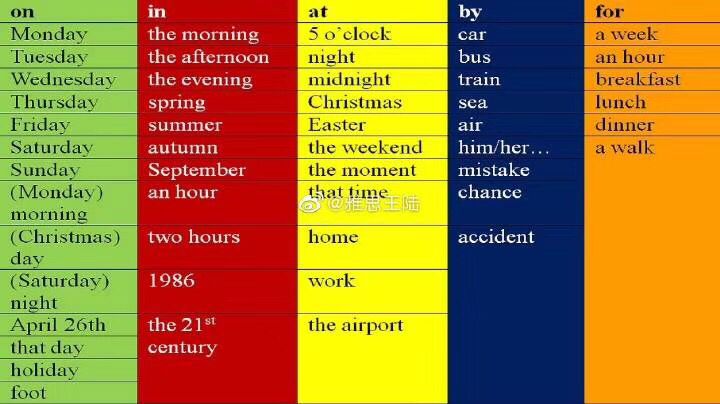 on in at by for
Monday the morning 5 o'clock car a week
Tuesday the afternoon night bus an hour
Wednesday the evening midnight train breakfast
Thursday spring Christmas sea lunch
Friday summer Easter air dinner
Saturday autumn the weekend him/her… a walk
Sunday September the moment mistake
(Monday) an hour that time chance
morning
@雅思王陆
(Christmas) two hours home accident
day
(Saturday) 1986 work
night
April 26th the 21st the airport
that day century
holiday
foot